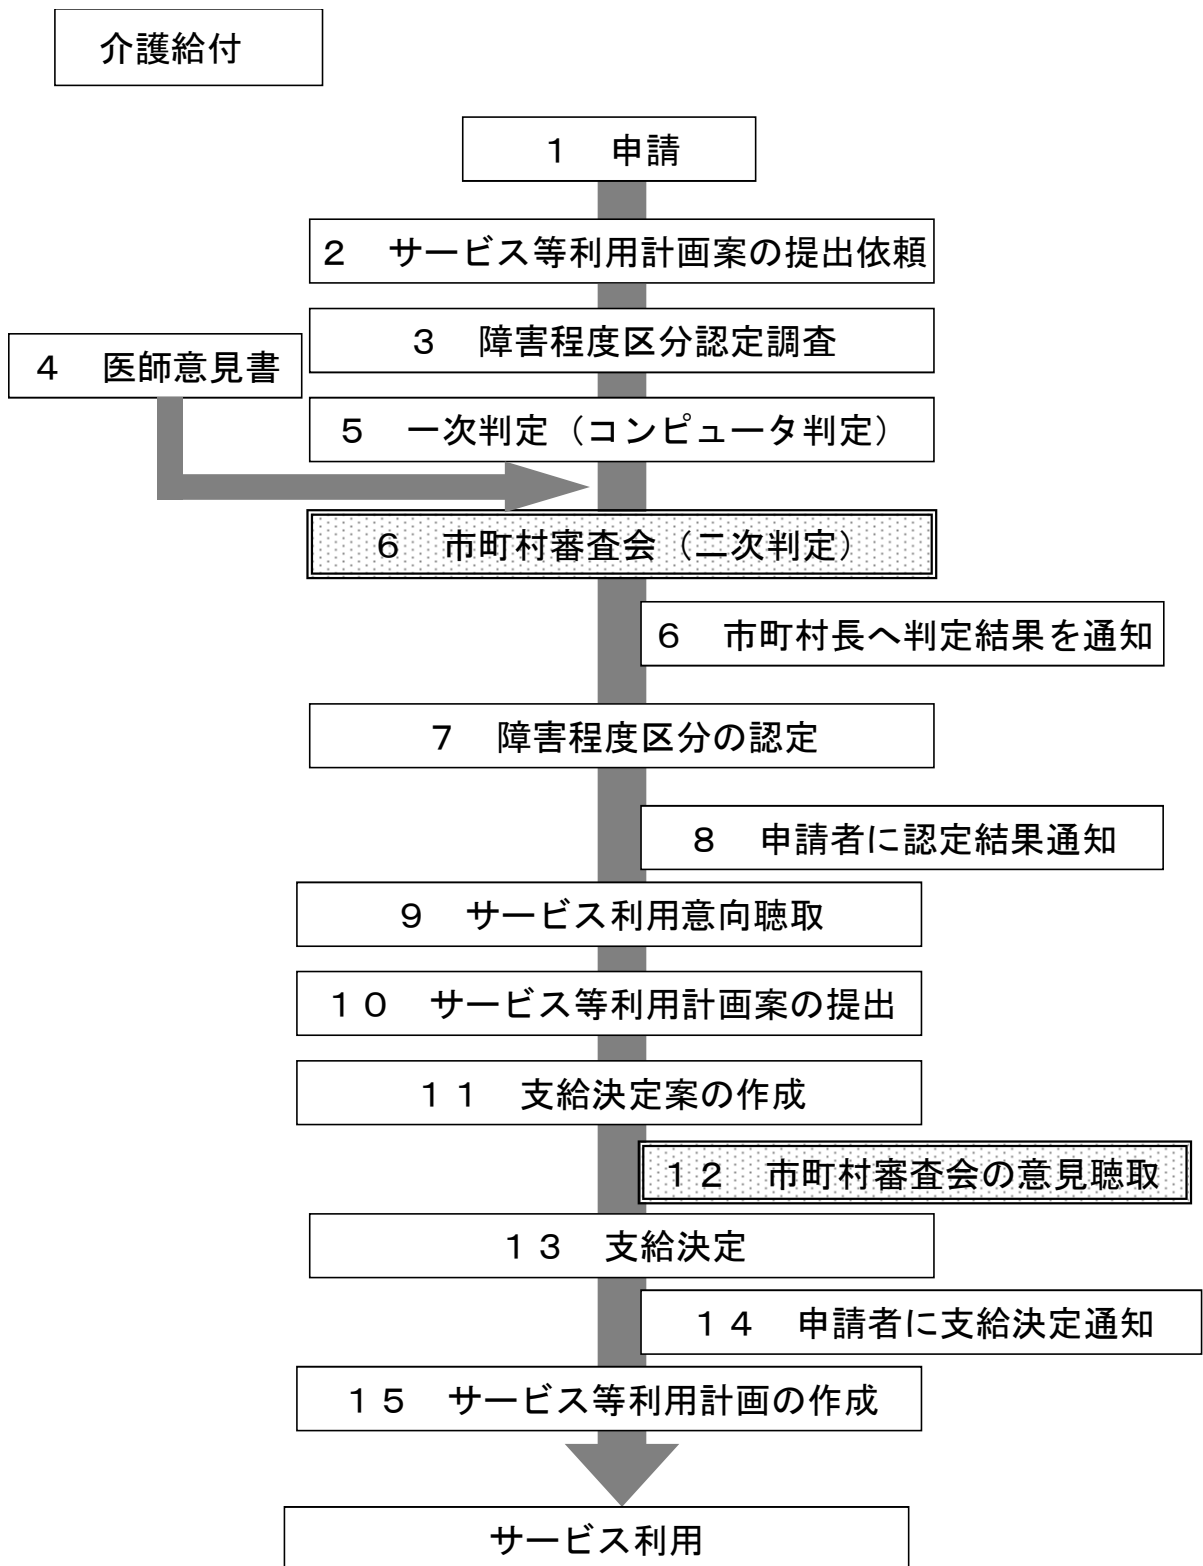 介護給付
１　申請
２　サービス等利用計画案の提出依頼
３　障害程度区分認定調査
４　医師意見書
５　一次判定（コンピュータ判定）
６　市町村審査会（二次判定）
６　市町村長へ判定結果を通知
７　障害程度区分の認定
８　申請者に認定結果通知
９　サービス利用意向聴取
１０　サービス等利用計画案の提出
１１　支給決定案の作成
１２　市町村審査会の意見聴取
１３　支給決定
１４　申請者に支給決定通知
１５　サービス等利用計画の作成
サービス利用